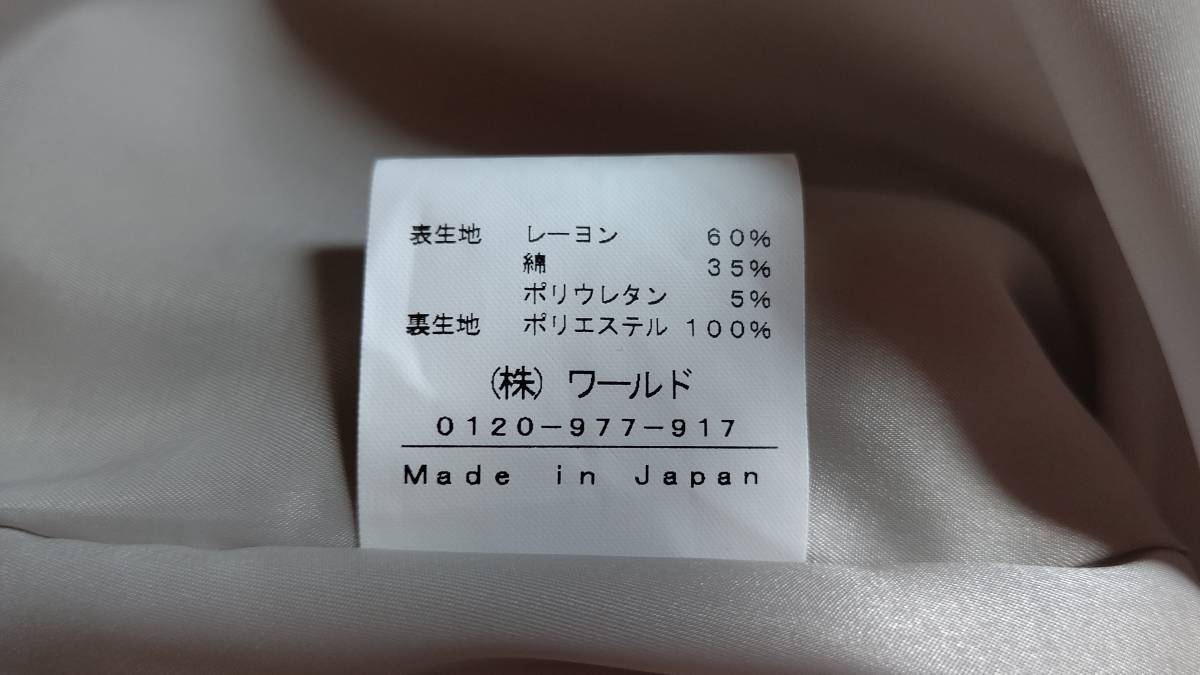 表生地 レーヨン 60%
綿 35%
ポリウレタン 5%
裏生地 ポリエステル 100%
(株) ワールド
0120-977-917
Made in Japan